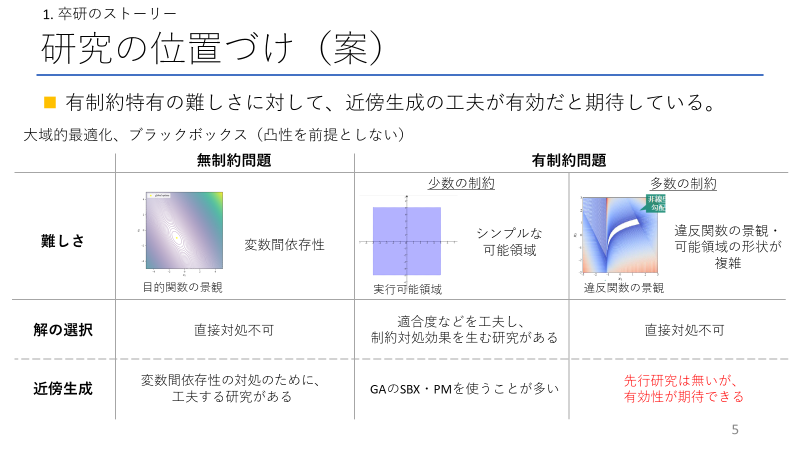 1. 卒研のストーリー
研究の位置づけ（案）
有制約特有の難しさに対して、近傍生成の工夫が有効だと期待している。
大域的最適化、ブラックボックス（凸性を前提としない）
無制約問題
有制約問題
少数の制約
多数の制約
難しさ
変数間依存性
目的関数の景観
シンプルな
可能領域
実行可能領域
違反関数の景観・
可能領域の形状が
複雑
違反関数の景観
解の選択
直接対処不可
適合度などを工夫し、
制約対処効果を生む研究がある
直接対処不可
近傍生成
変数間依存性の対処のために、
工夫する研究がある
GAのSBX・PMを使うことが多い
先行研究は無いが、
有効性が期待できる
5